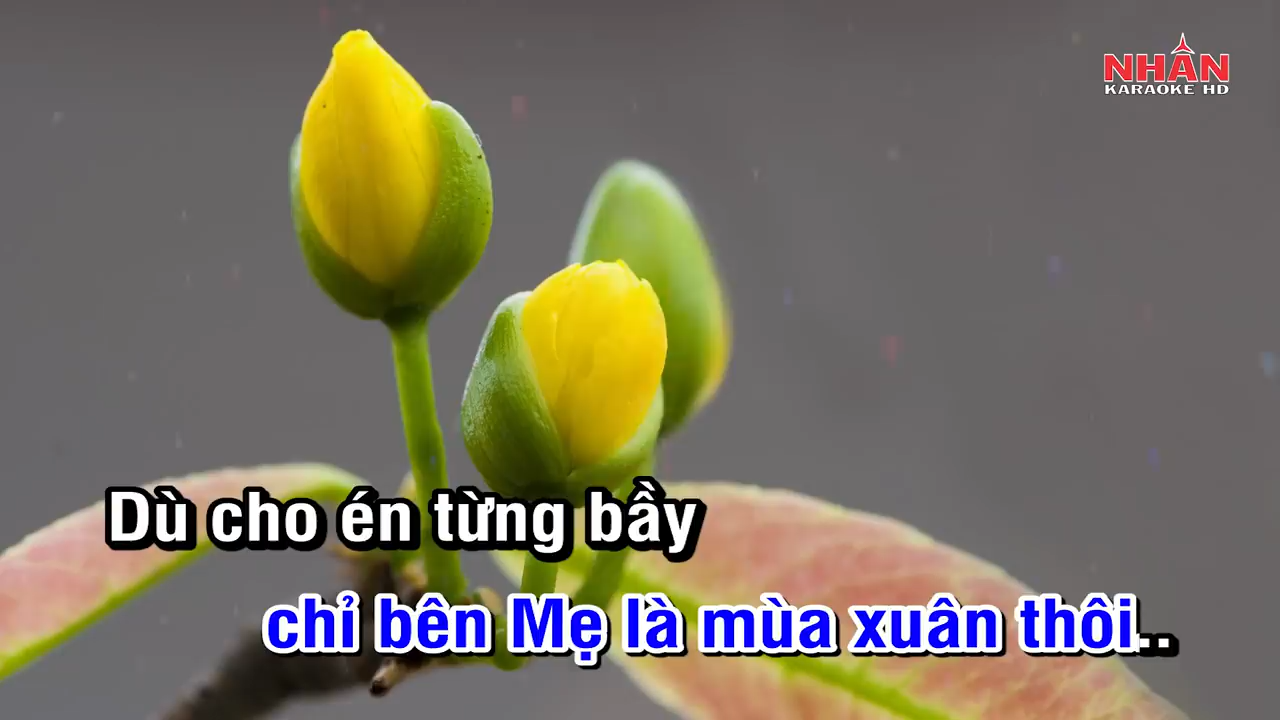 NHÂN
KARAOKE HD
Dù cho én từng bầy
chỉ bên Mẹ là mùa xuân thôi..